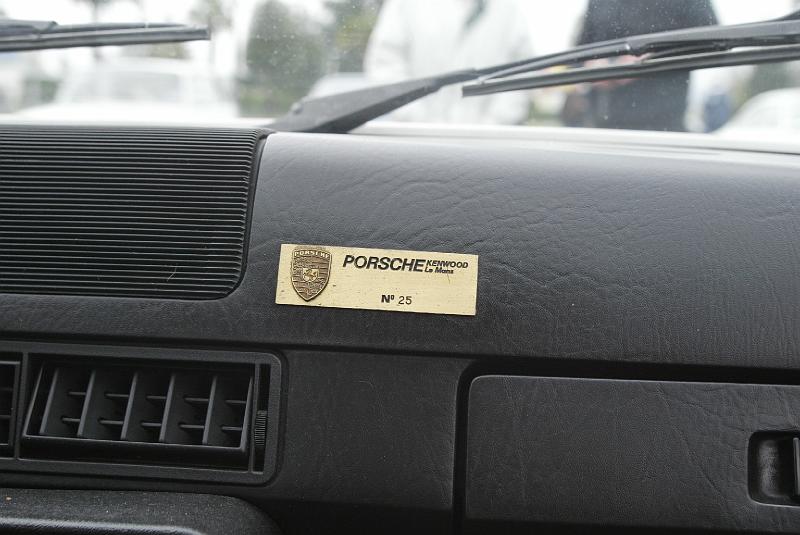 PORSCHE
PORSCHE KENWOOD
Le Mans
Nº 25